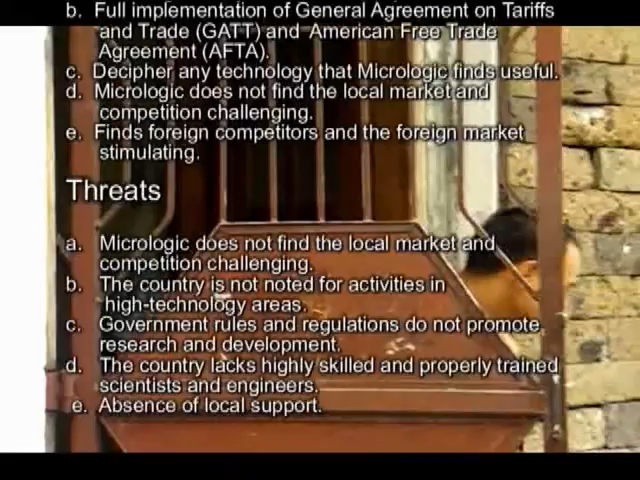 b. Full implementation of General Agreement on Tariffs
and Trade (GATT) and American Free Trade
Agreement (AFTA).
c. Decipher any technology that Micrologic finds useful.
d. Micrologic does not find the local market and
competition challenging.
e. Finds foreign competitors and the foreign market
stimulating.
Threats
a. Micrologic does not find the local market and
competition challenging.
b. The country is not noted for activities in
high-technology areas.
c. Government rules and regulations do not promote
research and development.
d. The country lacks highly skilled and properly trained
scientists and engineers.
e. Absence of local support.